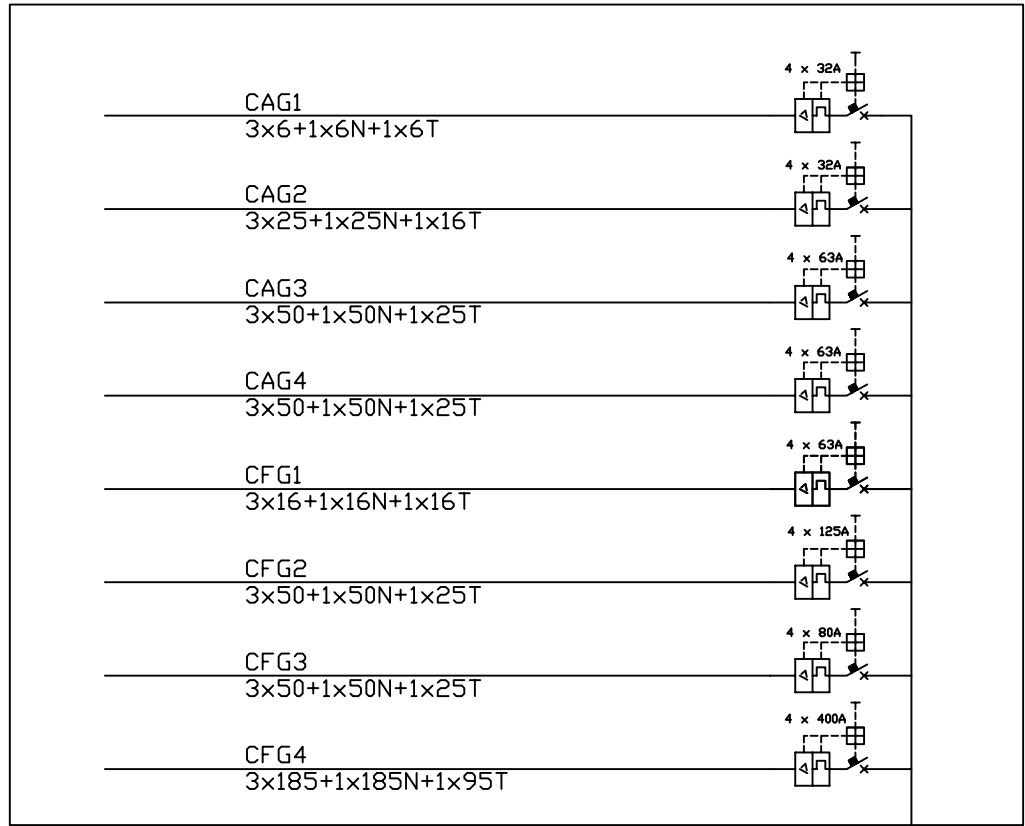 4 x 32A
CAG1
3x6+1x6N+1x6T
4 x 32A
CAG2
3x25+1x25N+1x16T
4 x 63A
CAG3
3x50+1x50N+1x25T
4 x 63A
CAG4
3x50+1x50N+1x25T
4 x 63A
CFG1
3x16+1x16N+1x16T
4 x 125A
CFG2
3x50+1x50N+1x25T
4 x 80A
CFG3
3x50+1x50N+1x25T
4 x 400A
CFG4
3x185+1x185N+1x95T